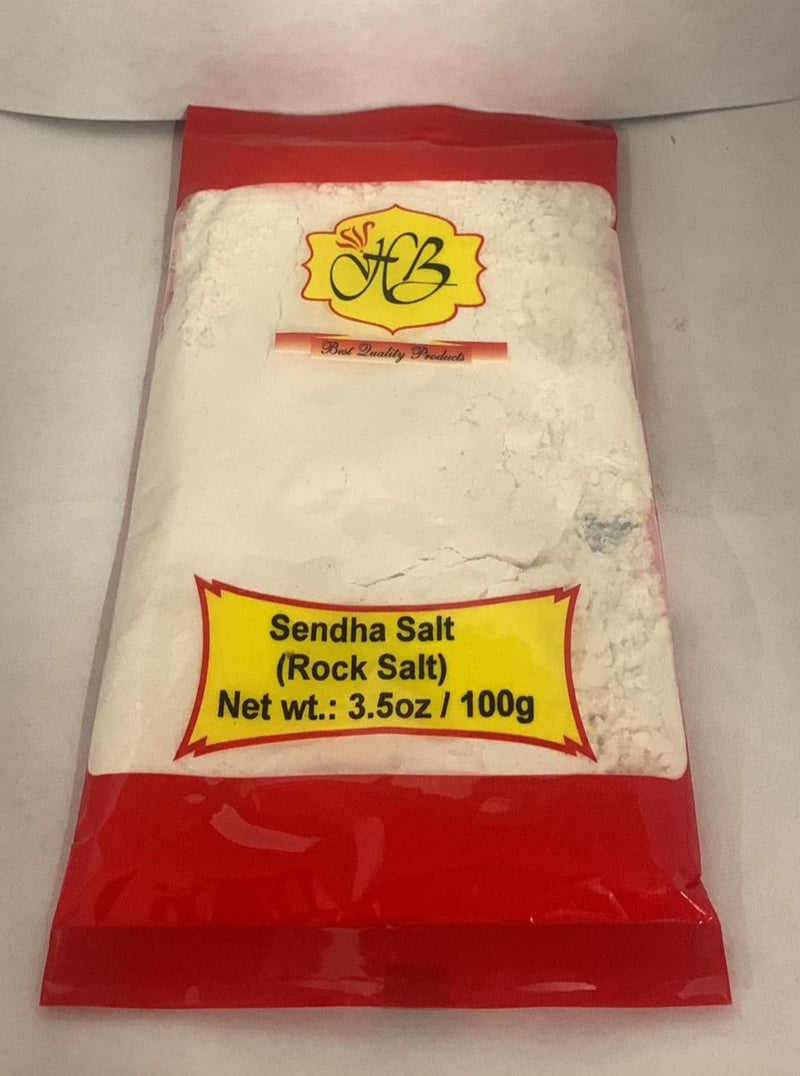 HB
Best Quality Products
Sendha Salt
(Rock Salt)
Net wt.: 3.5oz / 100g